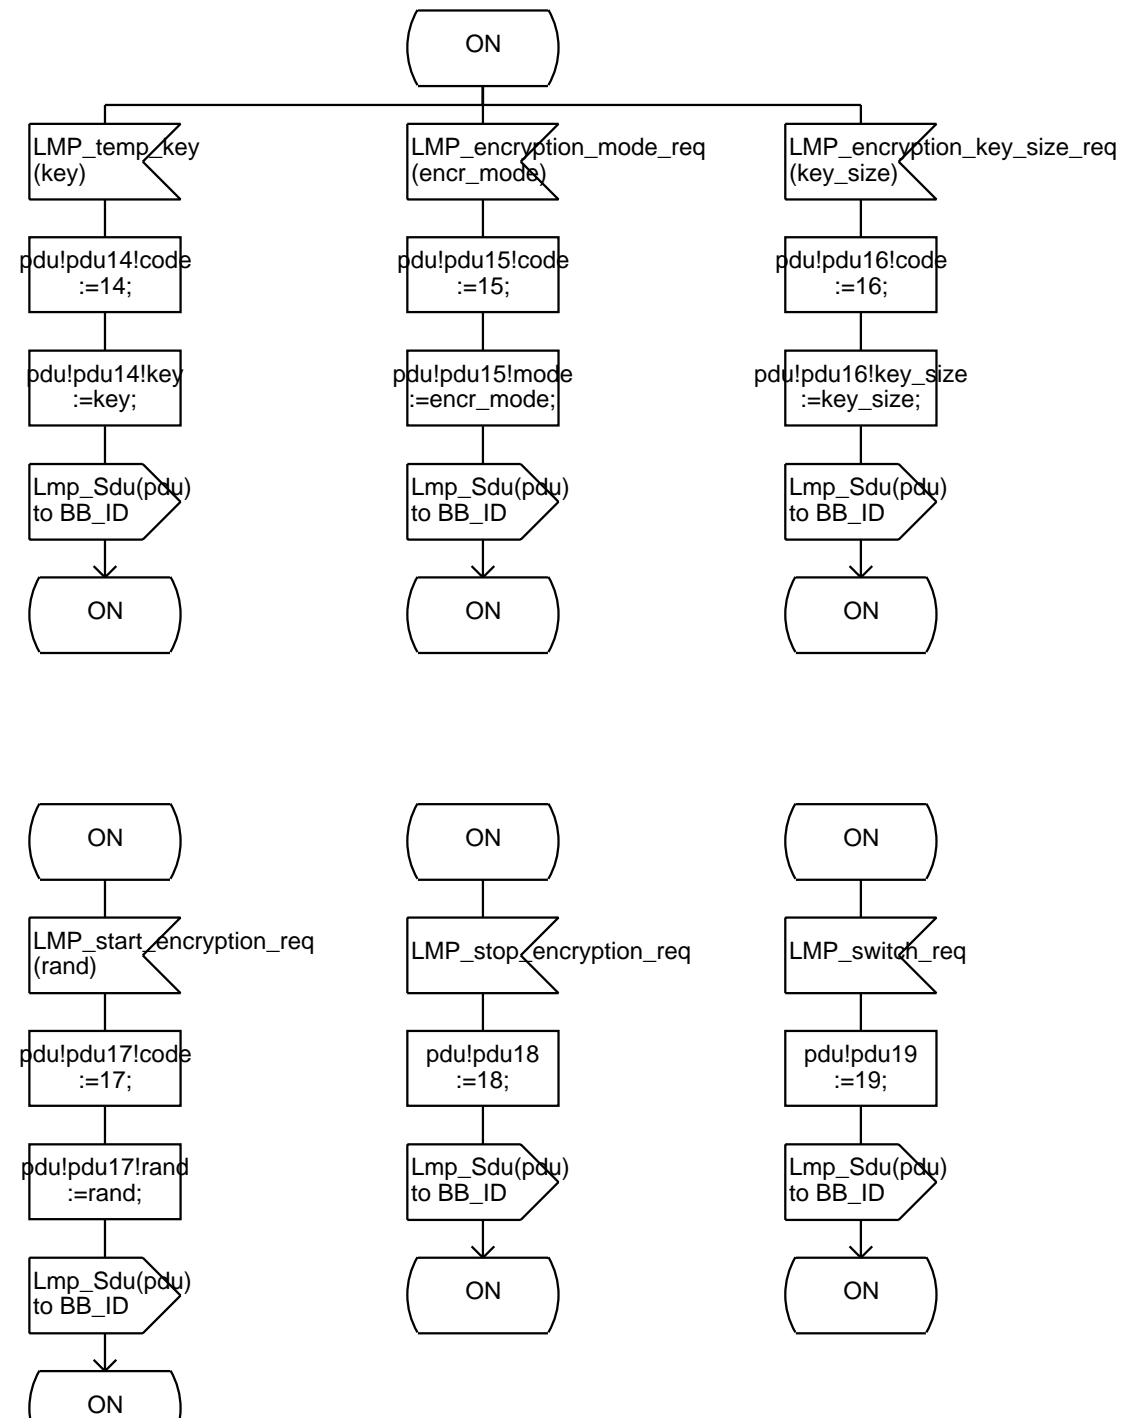 ON
LMP_temp_key
(key)
pdu!pdu14!code
:=14;
pdu!pdu14!key
:=key;
Lmp_Sdu(pdu)
to BB_ID
ON
LMP_encryption_mode_req
(encr_mode)
pdu!pdu15!code
:=15;
pdu!pdu15!mode
:=encr_mode;
Lmp_Sdu(pdu)
to BB_ID
ON
LMP_encryption_key_size_req
(key_size)
pdu!pdu16!code
:=16;
pdu!pdu16!key_size
:=key_size;
Lmp_Sdu(pdu)
to BB_ID
ON
ON
LMP_start_encryption_req
(rand)
pdu!pdu17!code
:=17;
pdu!pdu17!rand
:=rand;
Lmp_Sdu(pdu)
to BB_ID
ON
ON
LMP_stop_encryption_req
pdu!pdu18
:=18;
Lmp_Sdu(pdu)
to BB_ID
ON
ON
LMP_switch_req
pdu!pdu19
:=19;
Lmp_Sdu(pdu)
to BB_ID
ON